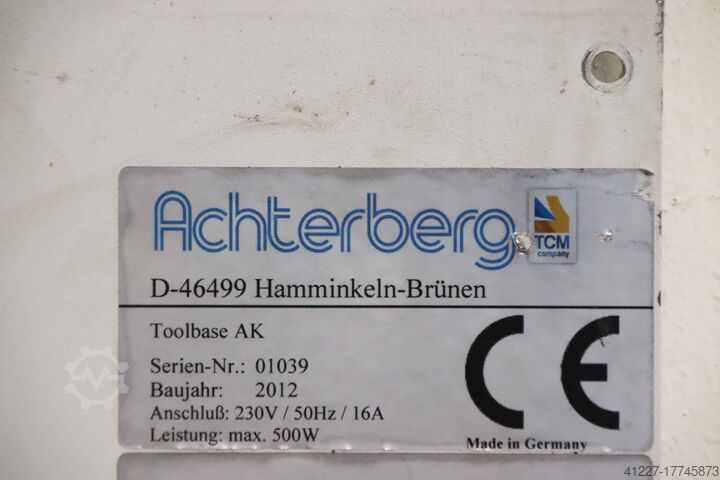 Achterberg
TCM
company
D-46499 Hamminkeln-Brünen
Toolbase AK
Serien-Nr.: 01039
Baujahr: 2012
Anschluß: 230V / 50Hz / 16A
Leistung: max. 500W
CE
Made in Germany
41227-17745873